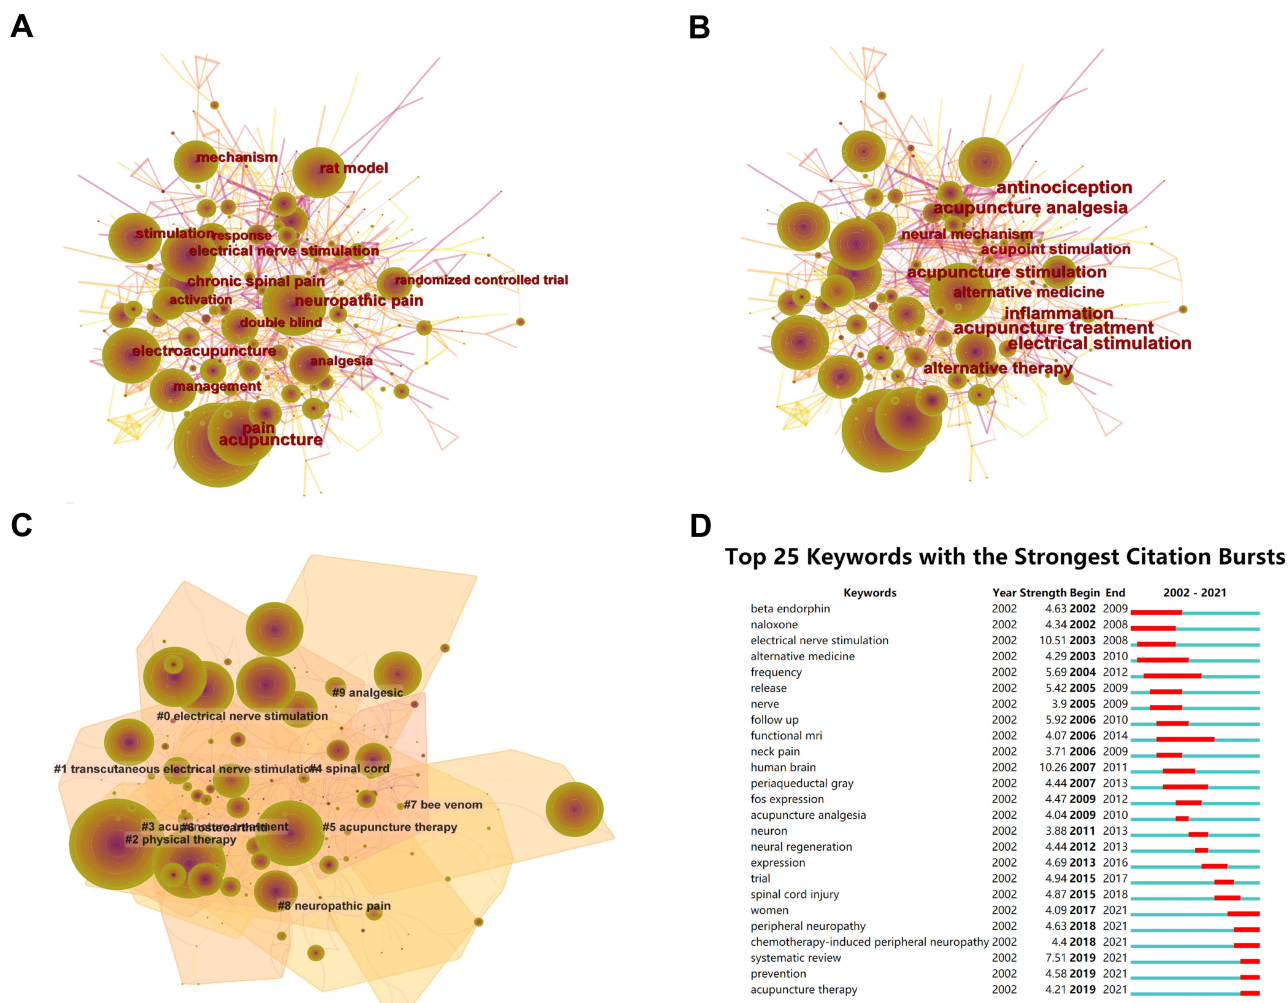 A
mechanism
rat model
stimulation
response
electrical nerve stimulation
chronic spinal pain
randomized controlled trial
activation
neuropathic pain
double blind
electroacupuncture
analgesia
management
pain
acupuncture
B
antinociception
acupuncture analgesia
neural mechanism
acupoint stimulation
acupuncture stimulation
alternative medicine
inflammation
acupuncture treatment
electrical stimulation
alternative therapy
C
#9 analgesic
#0 electrical nerve stimulation
#1 transcutaneous electrical nerve stimulation
#4 spinal cord
#7 bee venom
#3 acupuncture treatment
#6 osteoarthritis
#5 acupuncture therapy
#2 physical therapy
#8 neuropathic pain
D
Top 25 Keywords with the Strongest Citation Bursts
Keywords Year Strength Begin End 2002 - 2021
beta endorphin 2002 4.63 2002 2009
naloxone 2002 4.34 2002 2008
electrical nerve stimulation 2002 10.51 2003 2008
alternative medicine 2002 4.29 2003 2010
frequency 2002 5.69 2004 2012
release 2002 5.42 2005 2009
nerve 2002 3.9 2005 2009
follow up 2002 5.92 2006 2010
functional mri 2002 4.07 2006 2014
neck pain 2002 3.71 2006 2009
human brain 2002 10.26 2007 2011
periaqueductal gray 2002 4.44 2007 2013
fos expression 2002 4.47 2009 2012
acupuncture analgesia 2002 4.04 2009 2010
neuron 2002 3.88 2011 2013
neural regeneration 2002 4.44 2012 2013
expression 2002 4.69 2013 2016
trial 2002 4.94 2015 2017
spinal cord injury 2002 4.87 2015 2018
women 2002 4.09 2017 2021
peripheral neuropathy 2002 4.63 2018 2021
chemotherapy-induced peripheral neuropathy 2002 4.4 2018 2021
systematic review 2002 7.51 2019 2021
prevention 2002 4.58 2019 2021
acupuncture therapy 2002 4.21 2019 2021